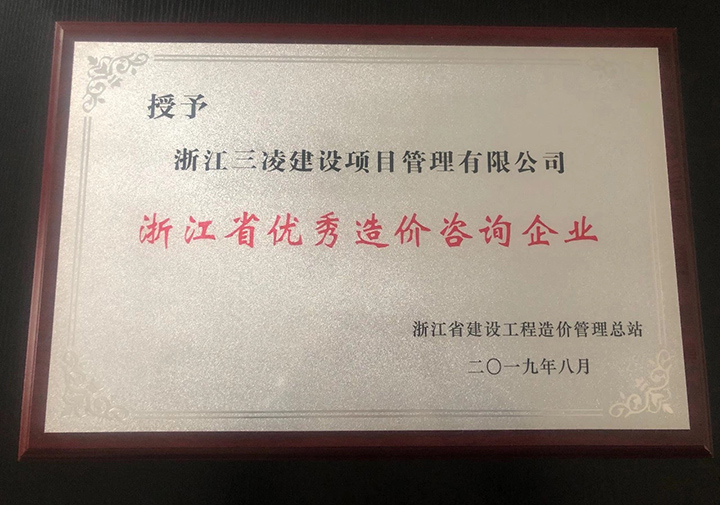 授予
浙江三凌建设项目管理有限公司
浙江省优秀造价咨询企业
浙江省建设工程造价管理总站
二〇一九年八月